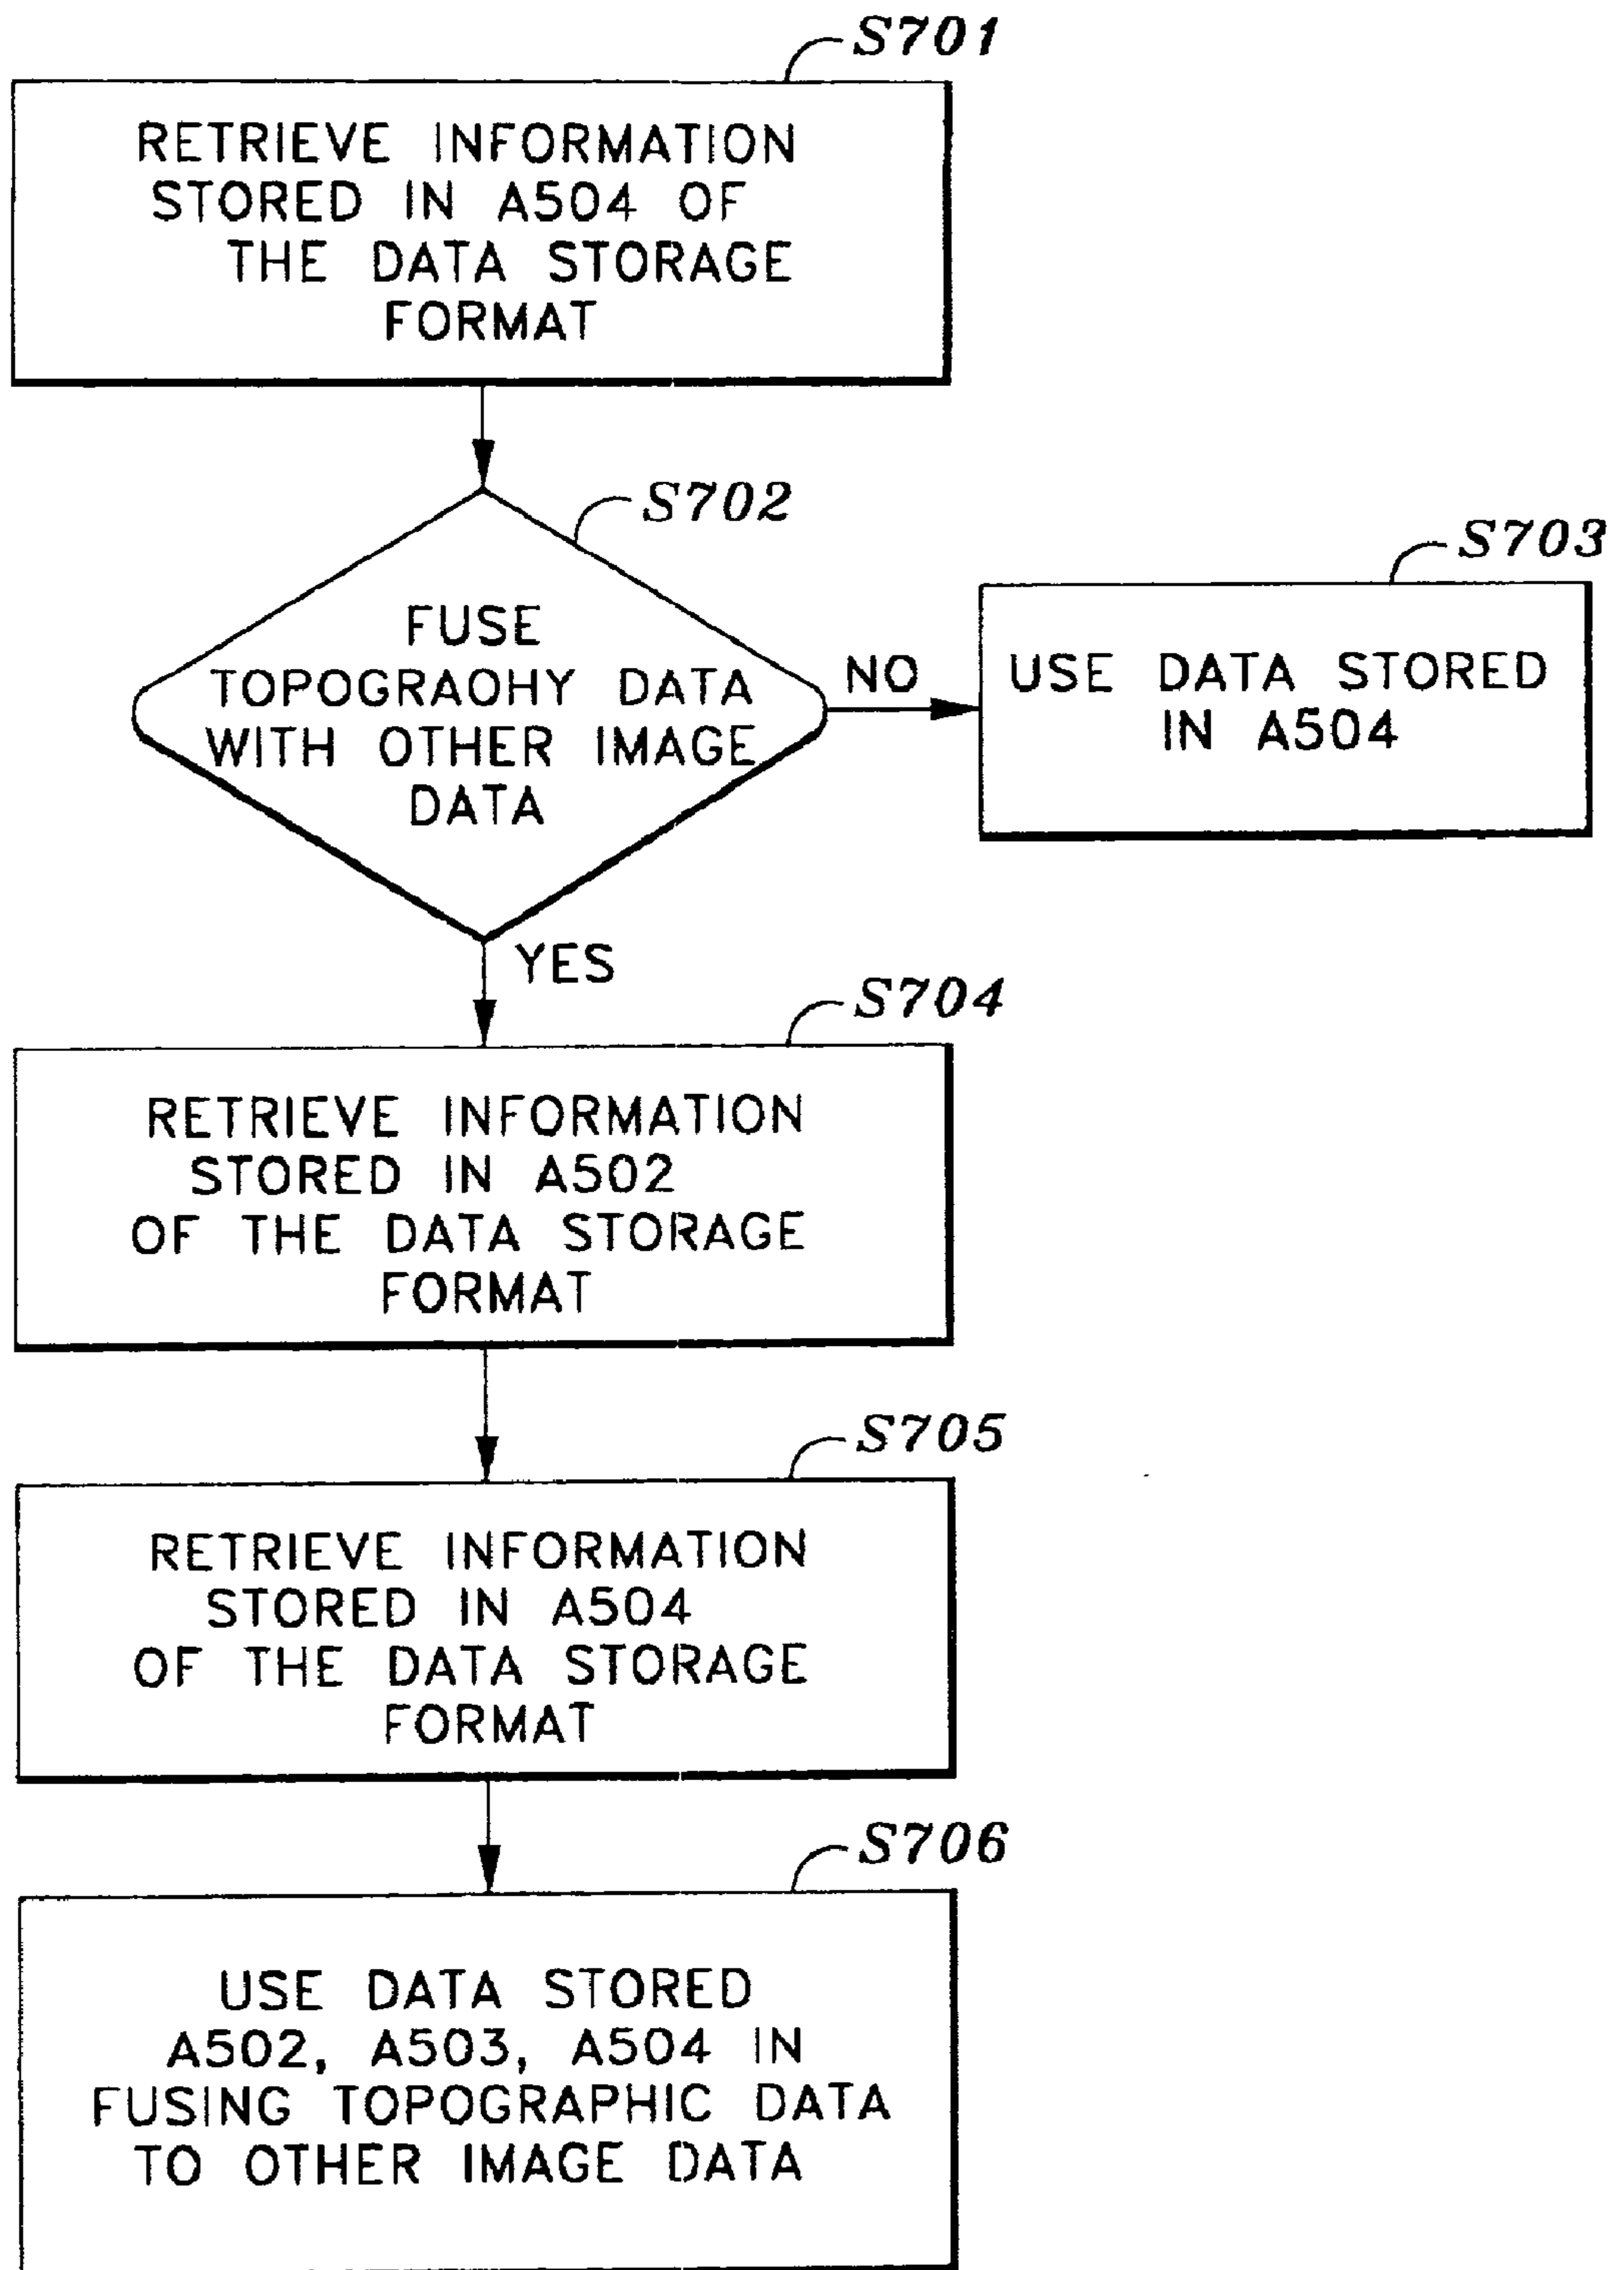 S701
RETRIEVE INFORMATION
STORED IN A504 OF
THE DATA STORAGE
FORMAT
S702
FUSE
TOPOGRAOHY DATA
WITH OTHER IMAGE
DATA
NO
S703
USE DATA STORED
IN A504
YES
S704
RETRIEVE INFORMATION
STORED IN A502
OF THE DATA STORAGE
FORMAT
S705
RETRIEVE INFORMATION
STORED IN A504
OF THE DATA STORAGE
FORMAT
S706
USE DATA STORED
A502, A503, A504 IN
FUSING TOPOGRAPHIC DATA
TO OTHER IMAGE DATA